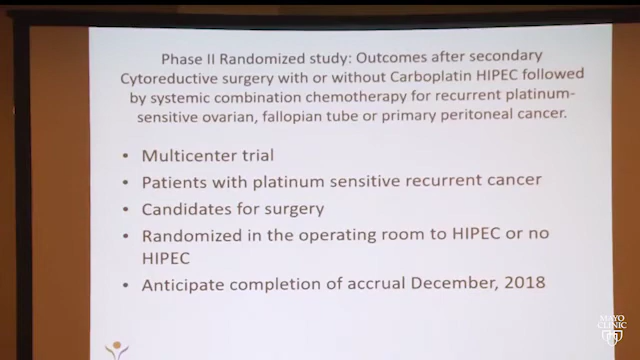 Phase II Randomized study: Outcomes after secondary
Cytoreductive surgery with or without Carboplatin HIPEC followed
by systemic combination chemotherapy for recurrent platinum-
sensitive ovarian, fallopian tube or primary peritoneal cancer.
• Multicenter trial
• Patients with platinum sensitive recurrent cancer
• Candidates for surgery
• Randomized in the operating room to HIPEC or no
HIPEC
• Anticipate completion of accrual December, 2018
MAYO
CLINIC